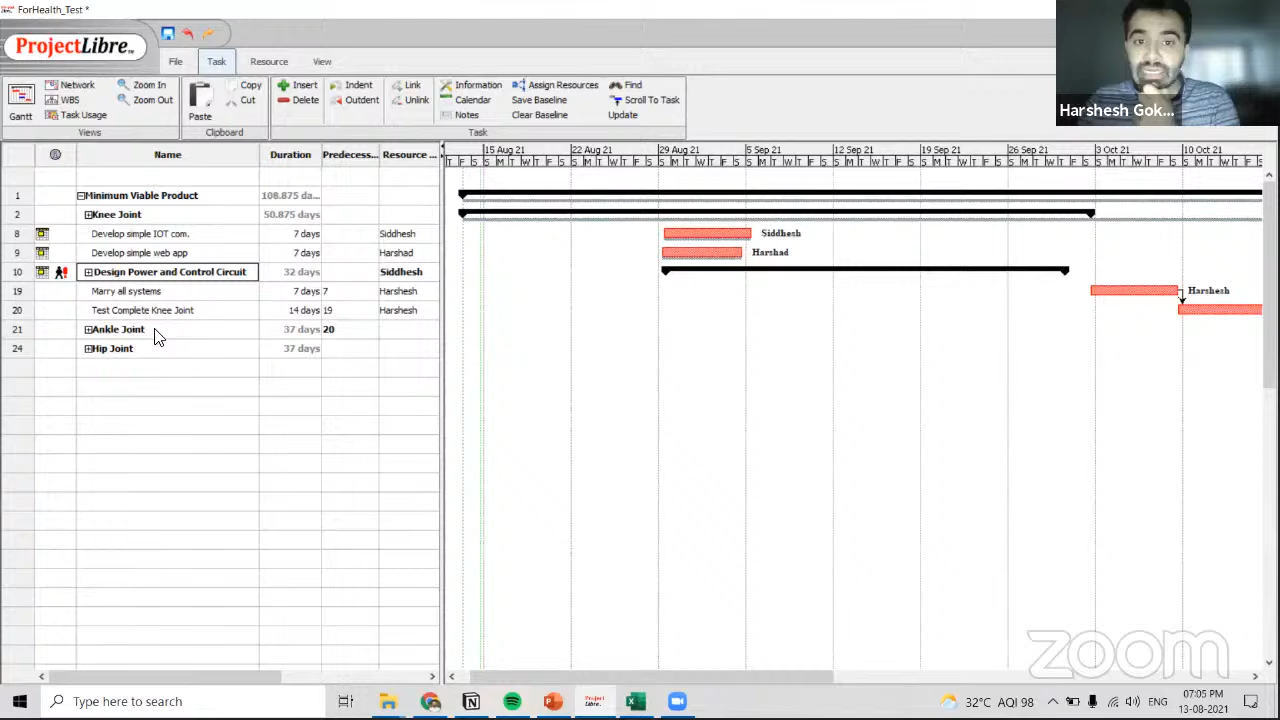 ForHealth_Test *
ProjectLibre
File Task Resource View
Gantt
Network
WBS
Task Usage
Zoom In
Zoom Out
Views
Paste
Copy
Cut
Clipboard
Insert
Delete
Indent
Outdent
Link
Unlink
Information
Calendar
Notes
Assign Resources
Save Baseline
Clear Baseline
Find
Scroll To Task
Update
Task
Harshesh Gok...
Name Duration Predecess... Resource ...
15 Aug 21 22 Aug 21 29 Aug 21 5 Sep 21 12 Sep 21 19 Sep 21 26 Sep 21 3 Oct 21 10 Oct 21
T F S S M T W T F S S M T W T F S S M T W T F S S M T W T F S S M T W T F S S M T W T F S S M T W T F S S M T W T F S S M T W T F S
1 Minimum Viable Product 108.875 da...
2 Knee Joint 50.875 days
8 Develop simple IOT com. 7 days Siddhesh Siddhesh
9 Develop simple web app 7 days Harshad Harshad
10 Design Power and Control Circuit 32 days Siddhesh
19 Marry all systems 7 days 7 Harshesh Harshesh
20 Test Complete Knee Joint 14 days 19 Harshesh
21 Ankle Joint 37 days 20
24 Hip Joint 37 days
zoom
Type here to search
Project Libre.
32°C AQI 98
ENG
07:05 PM
13-08-2021